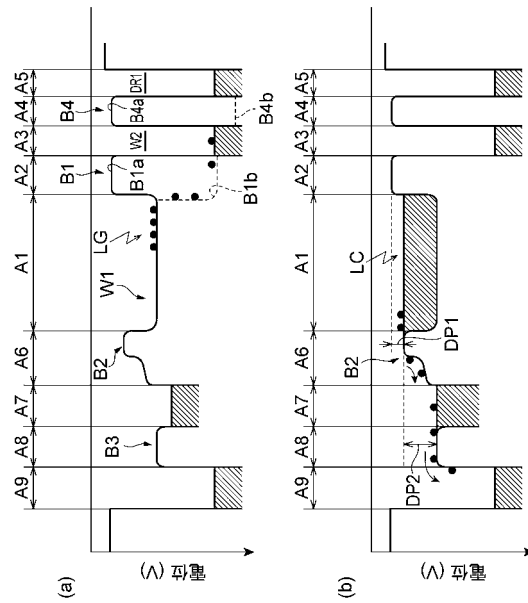 (a)
A9 A8 A7 A6 A1 A2 A3 A4 A5
B3 B2 W1 LG B1 B4
B1a W2 B4a DR1
B1b B4b
電位(V)
(b)
A9 A8 A7 A6 A1 A2 A3 A4 A5
B2 LC
DP2 DP1
電位(V)